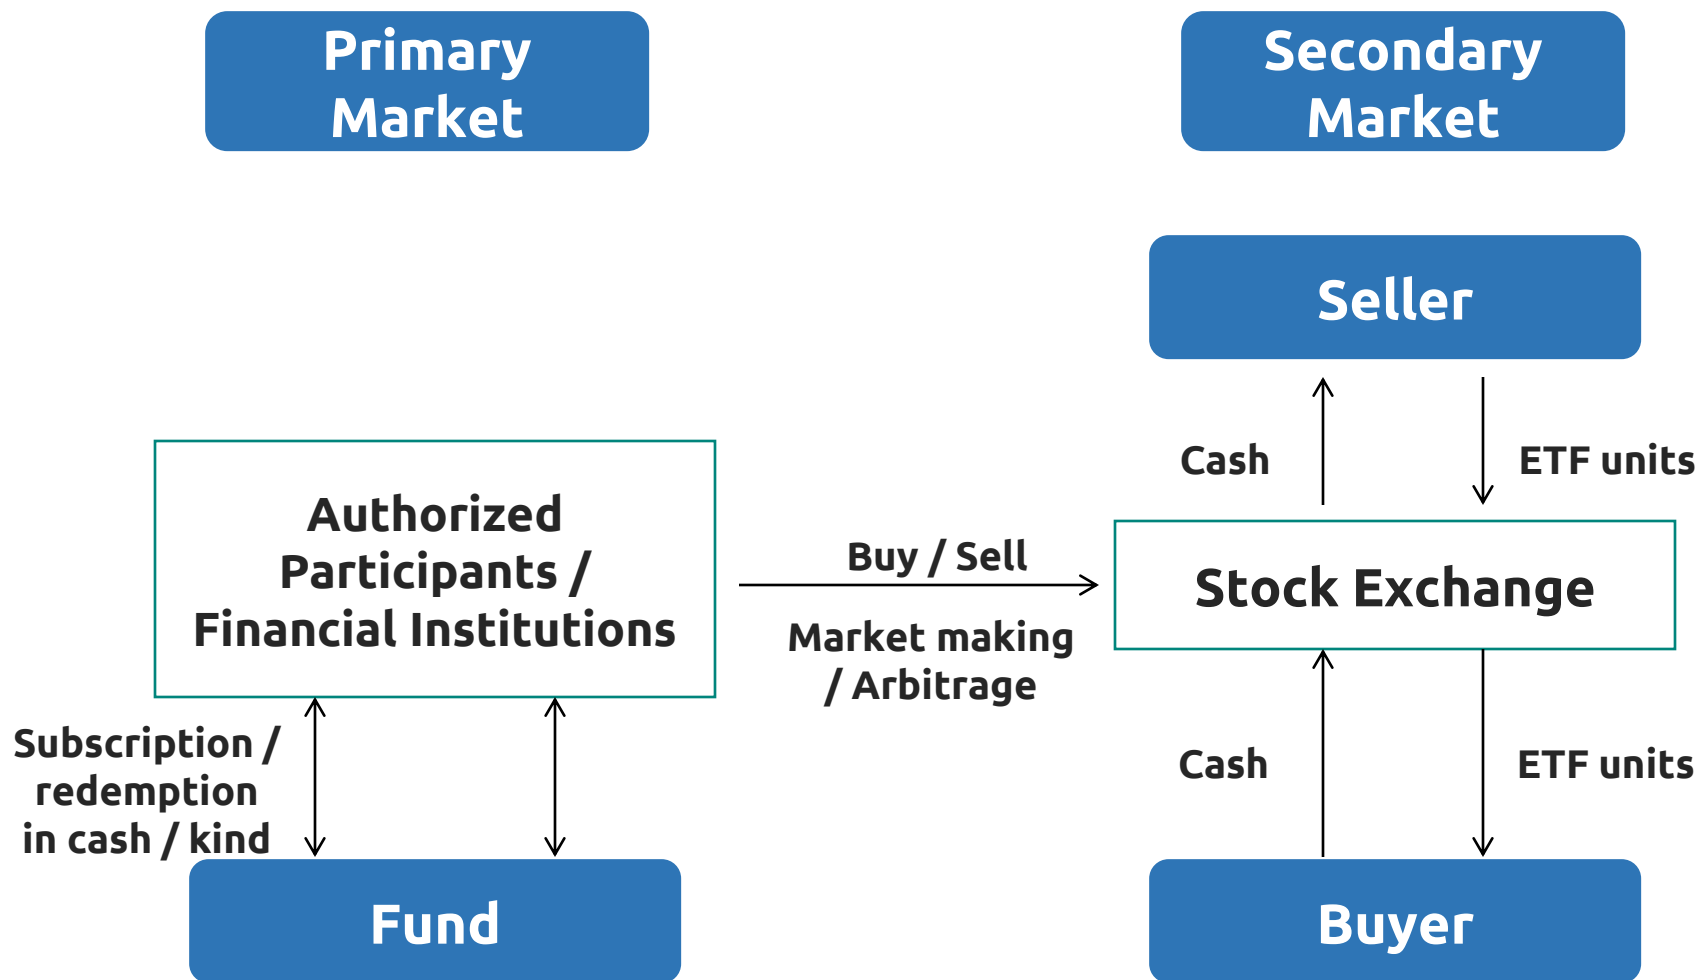 Primary
Market
Secondary
Market
Seller
Cash
ETF units
Authorized
Participants /
Financial Institutions
Buy / Sell
Market making
/ Arbitrage
Stock Exchange
Subscription /
redemption
in cash / kind
Cash
ETF units
Fund
Buyer